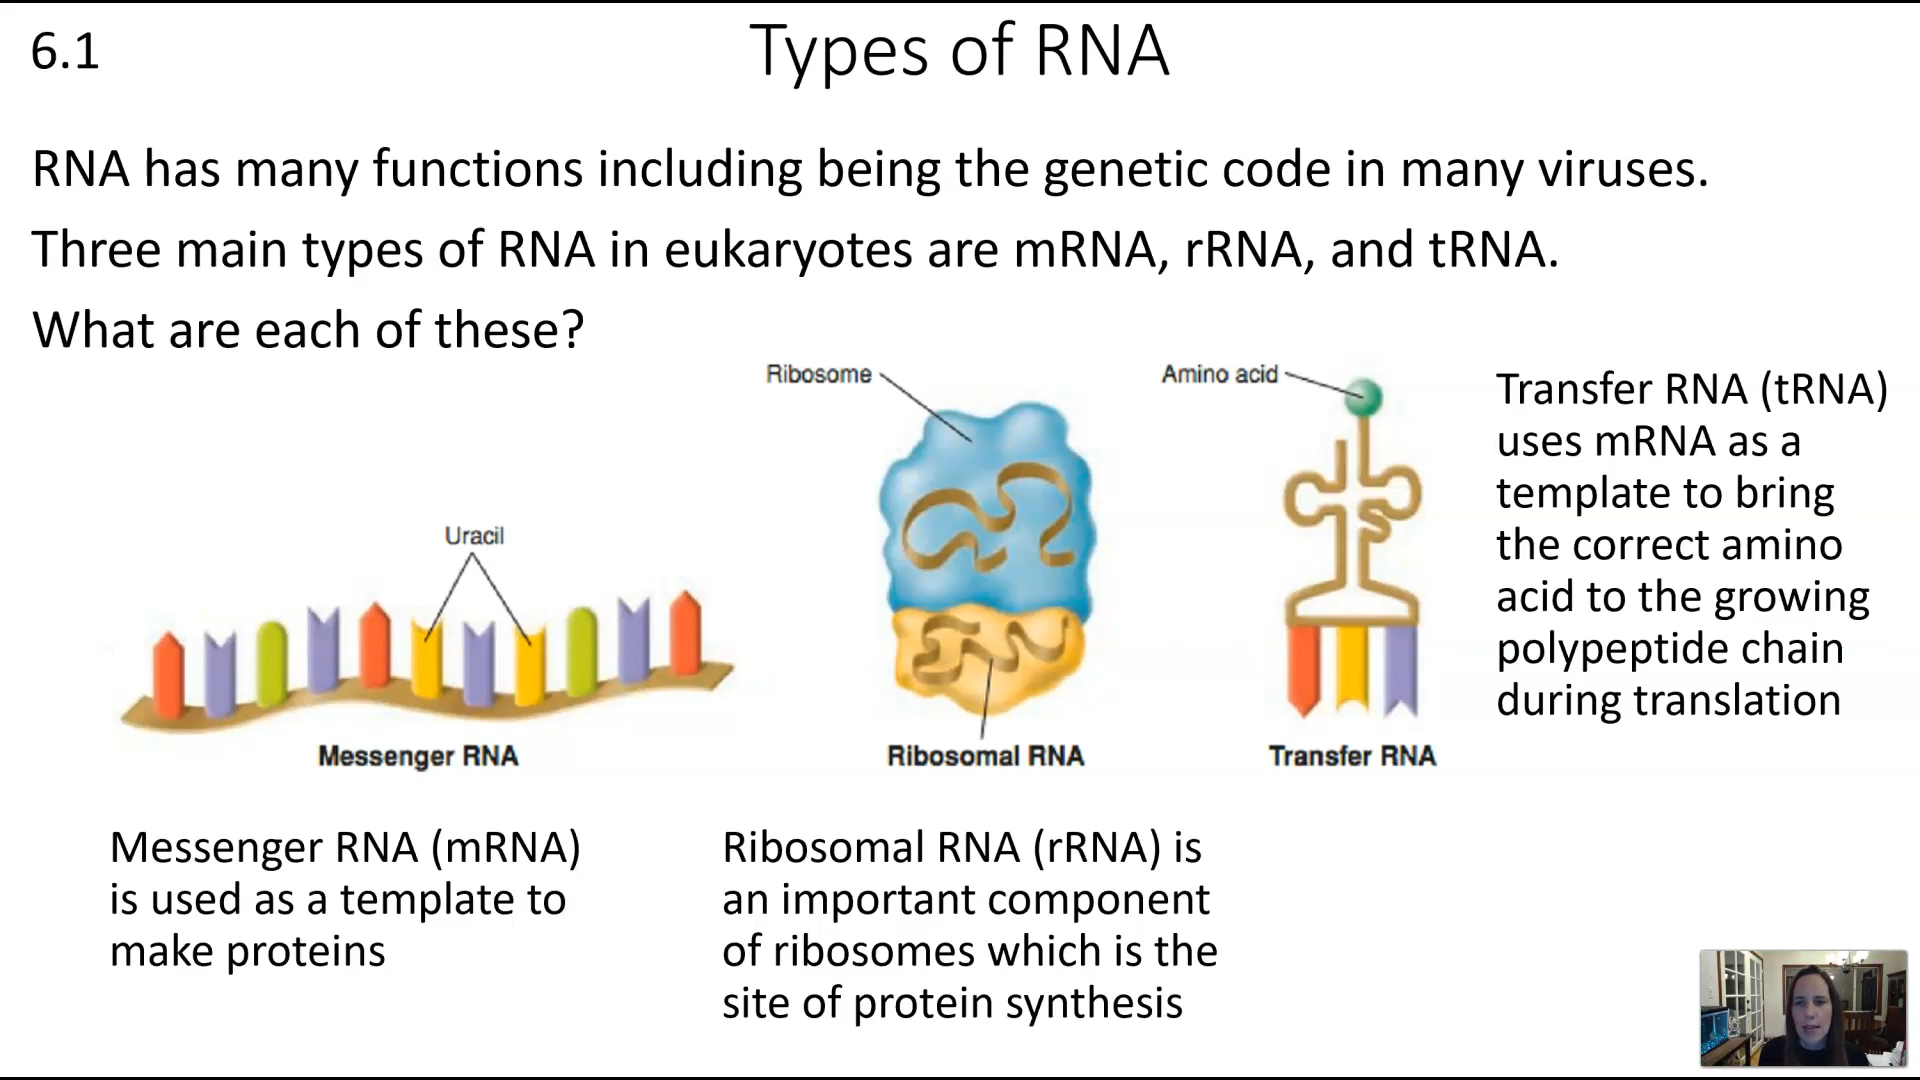 6.1
Types of RNA
RNA has many functions including being the genetic code in many viruses.
Three main types of RNA in eukaryotes are mRNA, rRNA, and tRNA.
What are each of these?
Uracil
Messenger RNA
Ribosome
Ribosomal RNA
Amino acid
Transfer RNA
Transfer RNA (tRNA)
uses mRNA as a
template to bring
the correct amino
acid to the growing
polypeptide chain
during translation
Messenger RNA (mRNA)
is used as a template to
make proteins
Ribosomal RNA (rRNA) is
an important component
of ribosomes which is the
site of protein synthesis